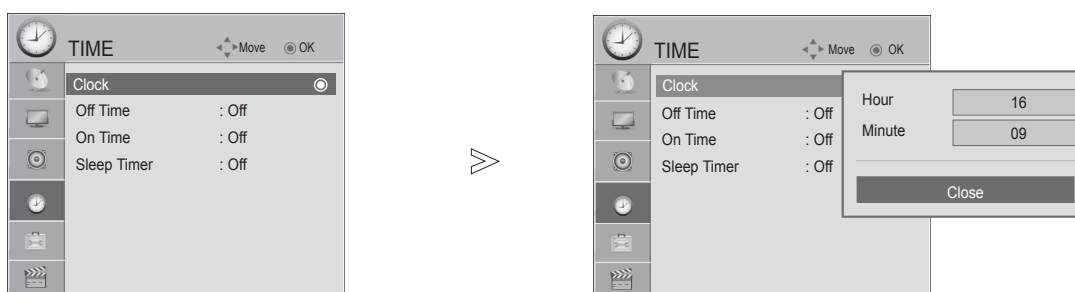 TIME Move OK
Clock
Off Time : Off
On Time : Off
Sleep Timer : Off
TIME Move OK
Clock
Off Time : Off
On Time : Off
Sleep Timer : Off
Hour 16
Minute 09
Close